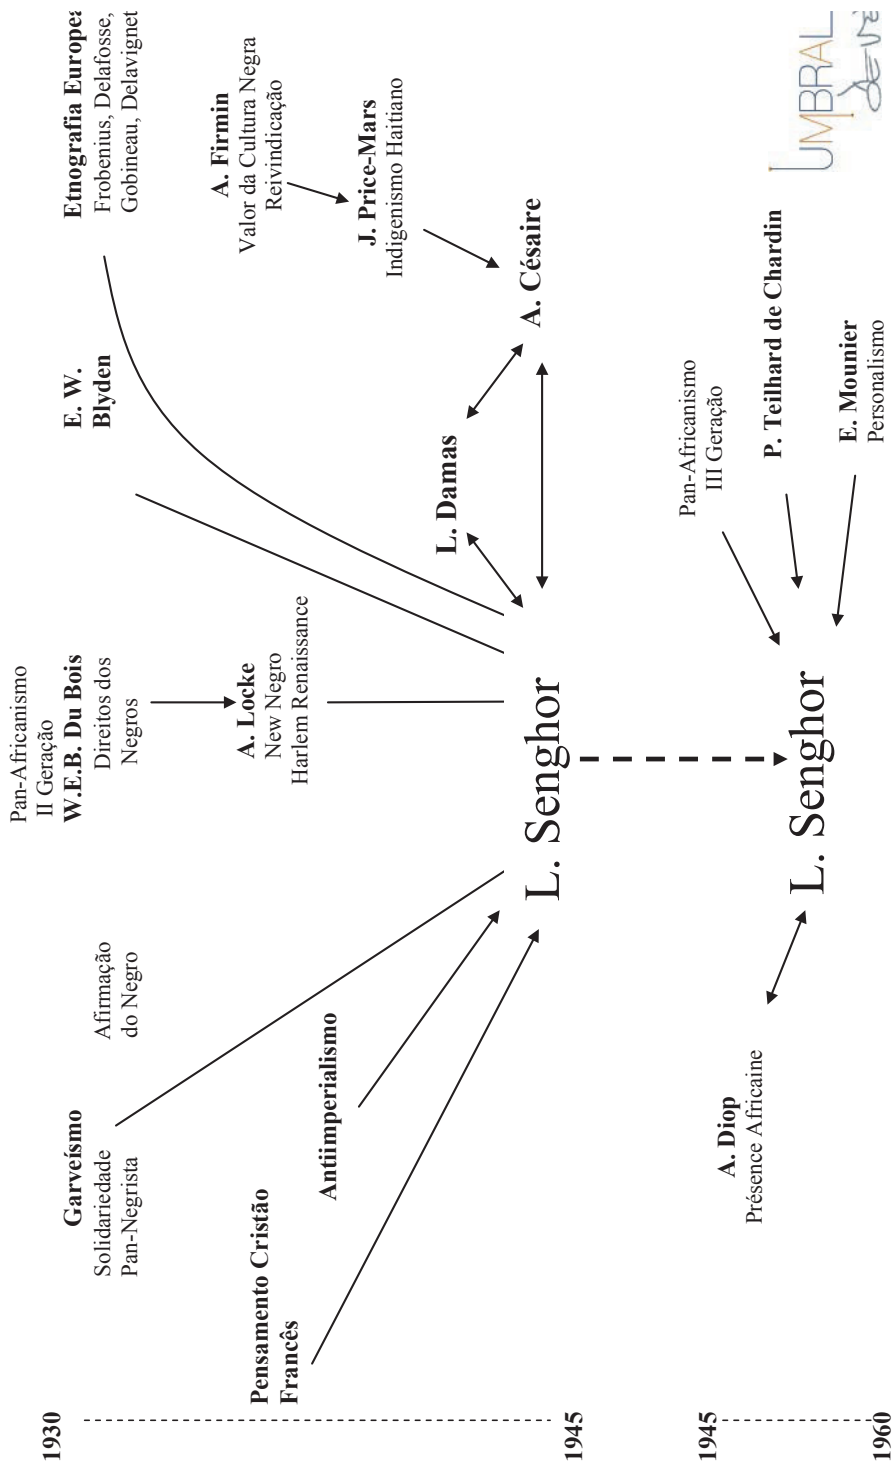 1930
Garveísmo
Solidariedade
Pan-Negrista
Afirmação
do Negro
Pan-Africanismo
II Geração
W.E.B. Du Bois
Direitos dos
Negros
E. W.
Blyden
Etnografia Europea
Frobenius, Delafosse,
Gobineau, Delavignet
Pensamento Cristão
Francês
Antiimperialismo
A. Locke
New Negro
Harlem Renaissance
A. Firmin
Valor da Cultura Negra
Reivindicação
J. Price-Mars
Indigenismo Haitiano
L. Damas
A. Césaire
L. Senghor
1945
1945
A. Diop
Présence Africaine
Pan-Africanismo
III Geração
P. Teilhard de Chardin
E. Mounier
Personalismo
L. Senghor
1960
UMBRAL